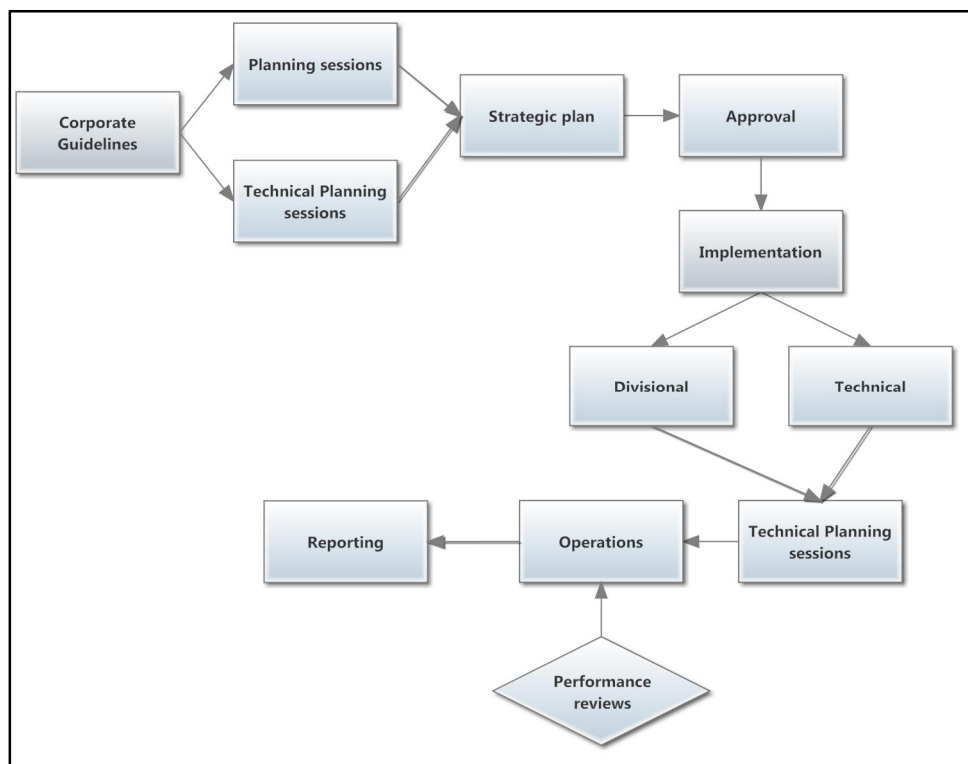 Planning sessions
Corporate
Guidelines
Technical Planning
sessions
Strategic plan
Approval
Implementation
Divisional
Technical
Technical Planning
sessions
Operations
Reporting
Performance
reviews